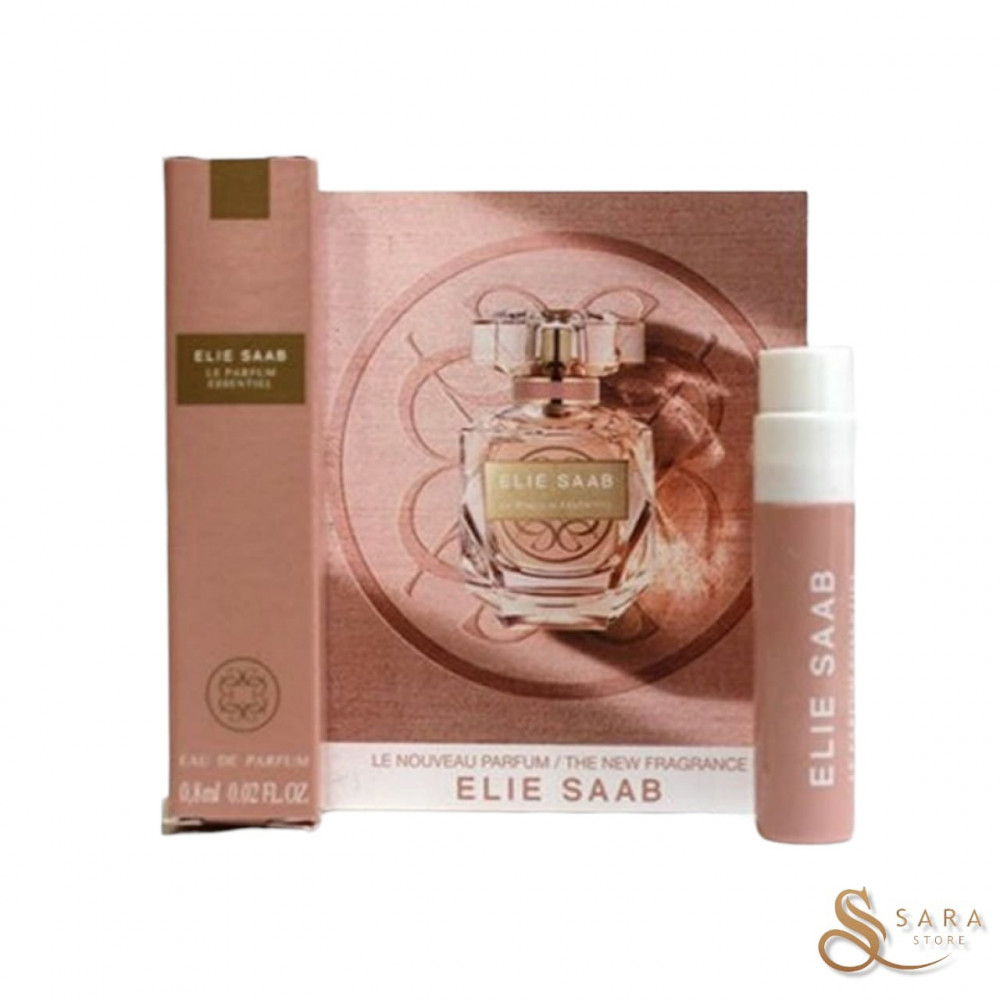 ELIE SAAB
LE PARFUM
ESSENTIEL
EAU DE PARFUM
0,8ml 0.02 FL.OZ.
ELIE SAAB
LE NOUVEAU PARFUM / THE NEW FRAGRANCE
ELIE SAAB
ELIE SAAB
SARA
STORE